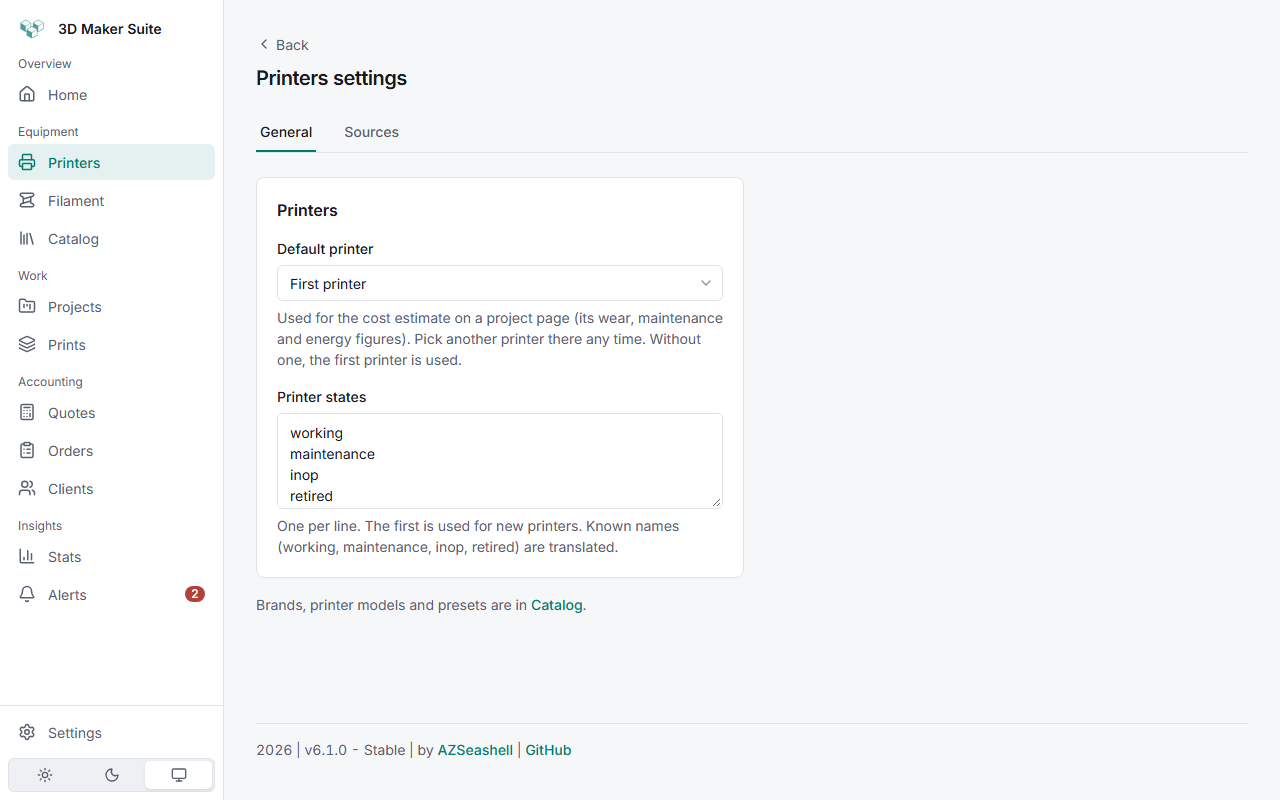 3D Maker Suite
Overview
Home
Equipment
Printers
Filament
Catalog
Work
Projects
Prints
Accounting
Quotes
Orders
Clients
Insights
Stats
Alerts 2
Settings
Back
Printers settings
General Sources
Printers
Default printer
First printer
Used for the cost estimate on a project page (its wear, maintenance
and energy figures). Pick another printer there any time. Without
one, the first printer is used.
Printer states
working
maintenance
inop
retired
One per line. The first is used for new printers. Known names
(working, maintenance, inop, retired) are translated.
Brands, printer models and presets are in Catalog.
2026 | v6.1.0 - Stable | by AZSeashell | GitHub